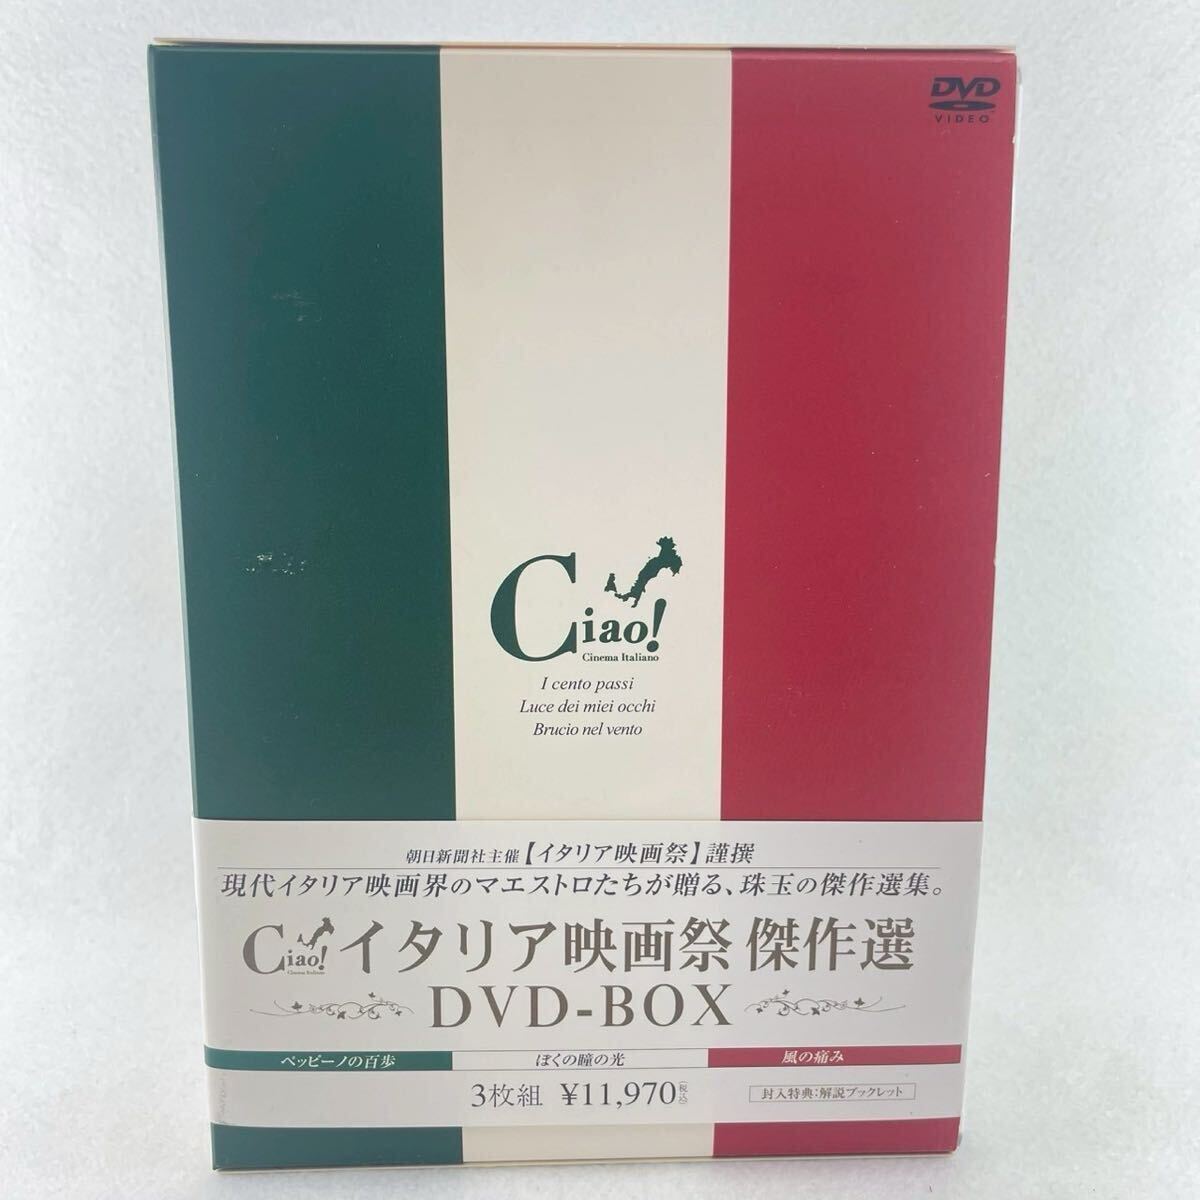 DVD
VIDEO
Ciao!
Cinema Italiano
I cento passi
Luce dei miei occhi
Brucio nel vento
朝日新聞社主催【イタリア映画祭】謹撰
現代イタリア映画界のマエストロたちが贈る、珠玉の傑作選集。
Ciao! イタリア映画祭 傑作選
Cinema Italiano
DVD-BOX
ペッピーノの百歩 ぼくの瞳の光 風の痛み
3枚組 ¥11,970(税込)
封入特典:解説ブックレット